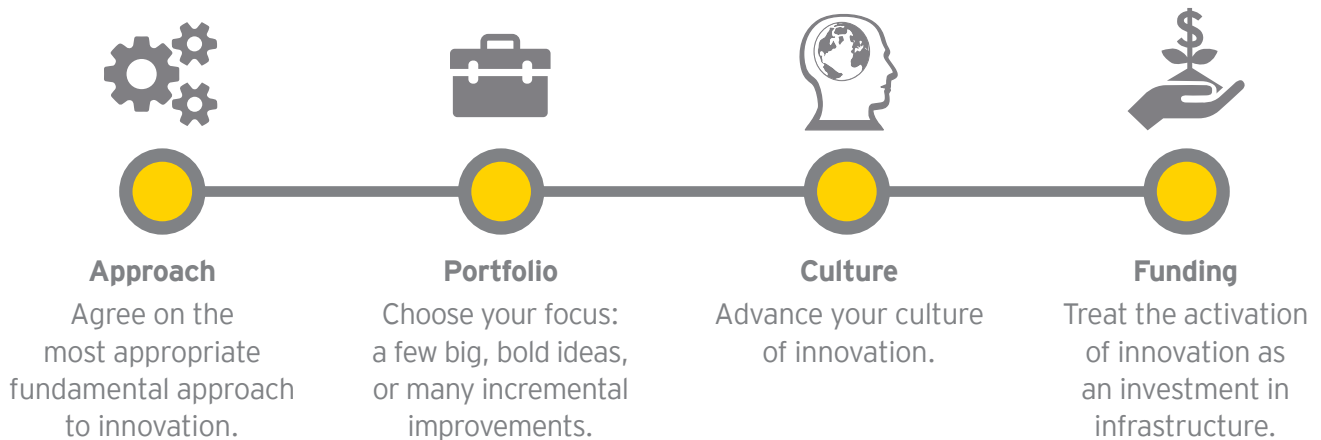 $
Approach
Agree on the
most appropriate
fundamental approach
to innovation.
Portfolio
Choose your focus:
a few big, bold ideas,
or many incremental
improvements.
Culture
Advance your culture
of innovation.
Funding
Treat the activation
of innovation as
an investment in
infrastructure.